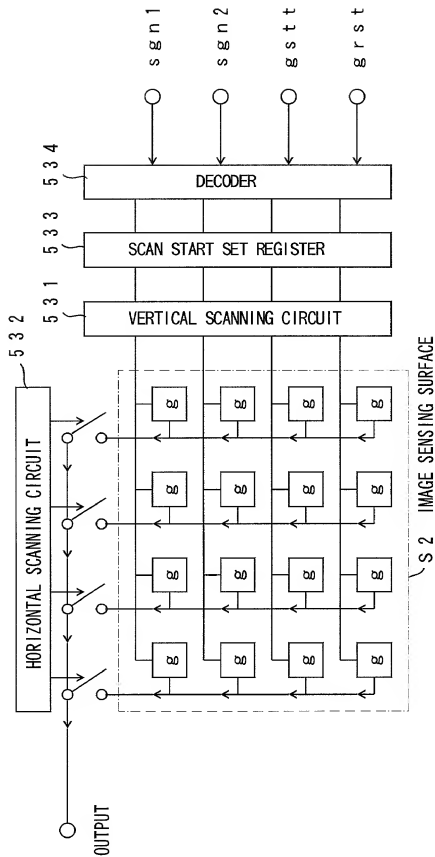 OUTPUT
HORIZONTAL SCANNING CIRCUIT
532
531
533
534
VERTICAL SCANNING CIRCUIT
SCAN START SET REGISTER
DECODER
g g g g
sgn1
g g g g
sgn2
g g g g
gstt
g g g g
grst
S2 IMAGE SENSING SURFACE